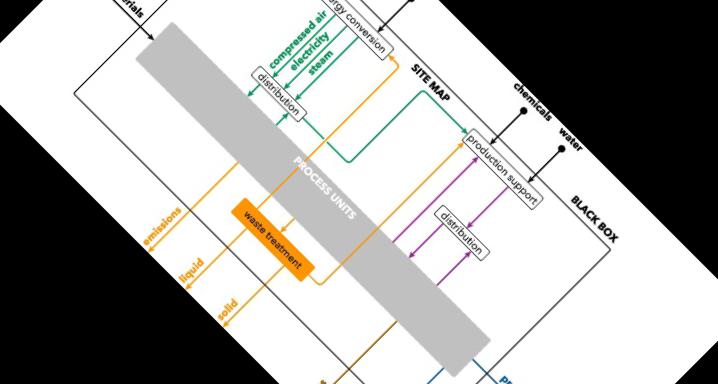 compressed air
electricity
steam
distribution
conversion
SITE MAP
chemicals
water
production support
BLACK BOX
PROCESS UNITS
distribution
waste treatment
emissions
liquid
solid